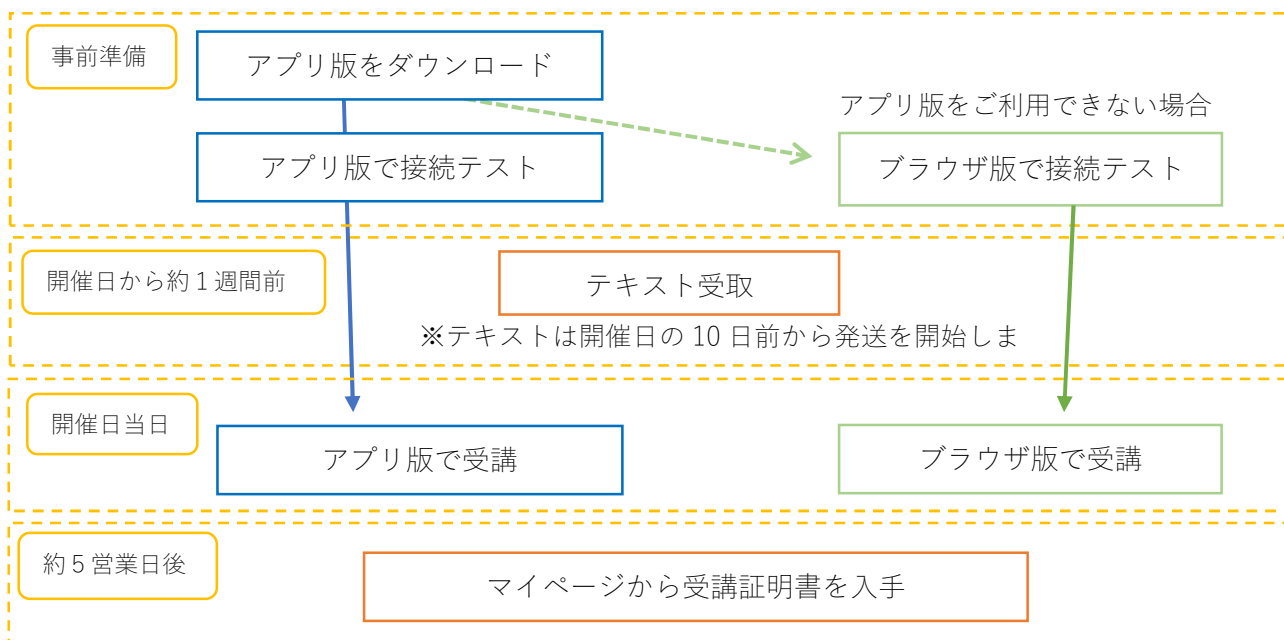 事前準備
アプリ版をダウンロード
アプリ版をご利用できない場合
アプリ版で接続テスト
ブラウザ版で接続テスト
開催日から約１週間前
テキスト受取
※テキストは開催日の 10 日前から発送を開始しま
開催日当日
アプリ版で受講
ブラウザ版で受講
約５営業日後
マイページから受講証明書を入手